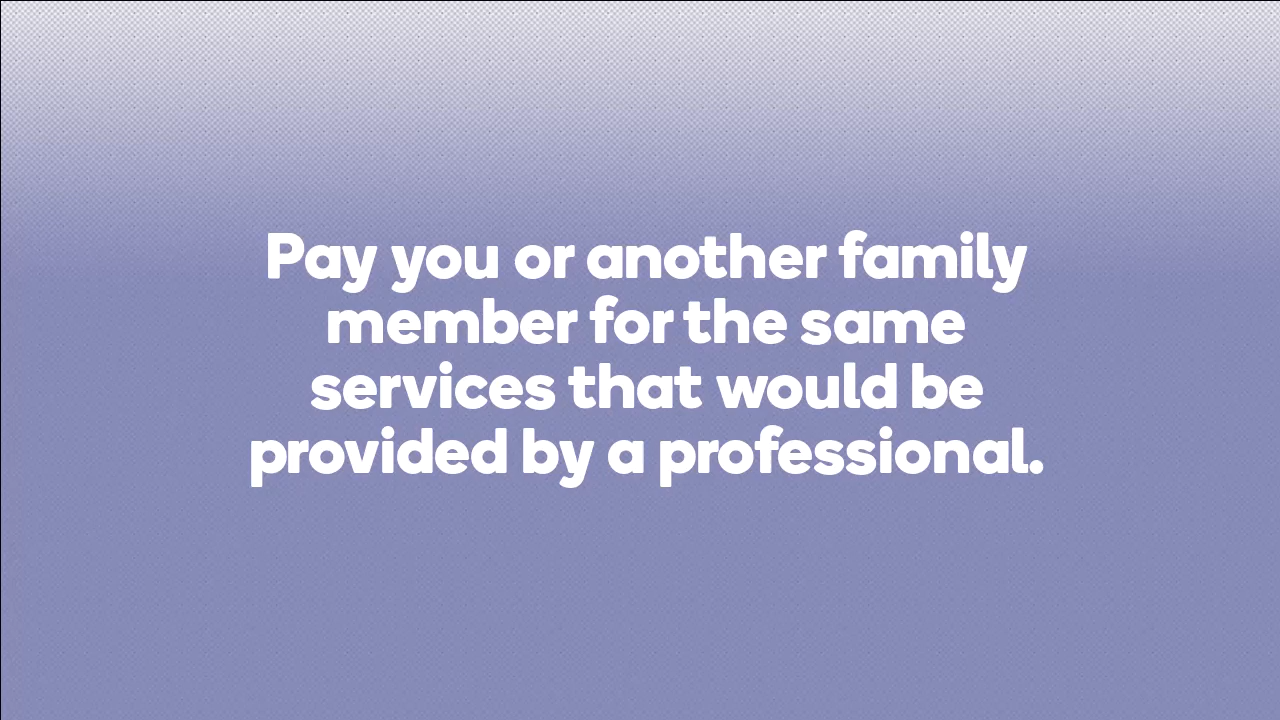 Pay you or another family
member for the same
services that would be
provided by a professional.